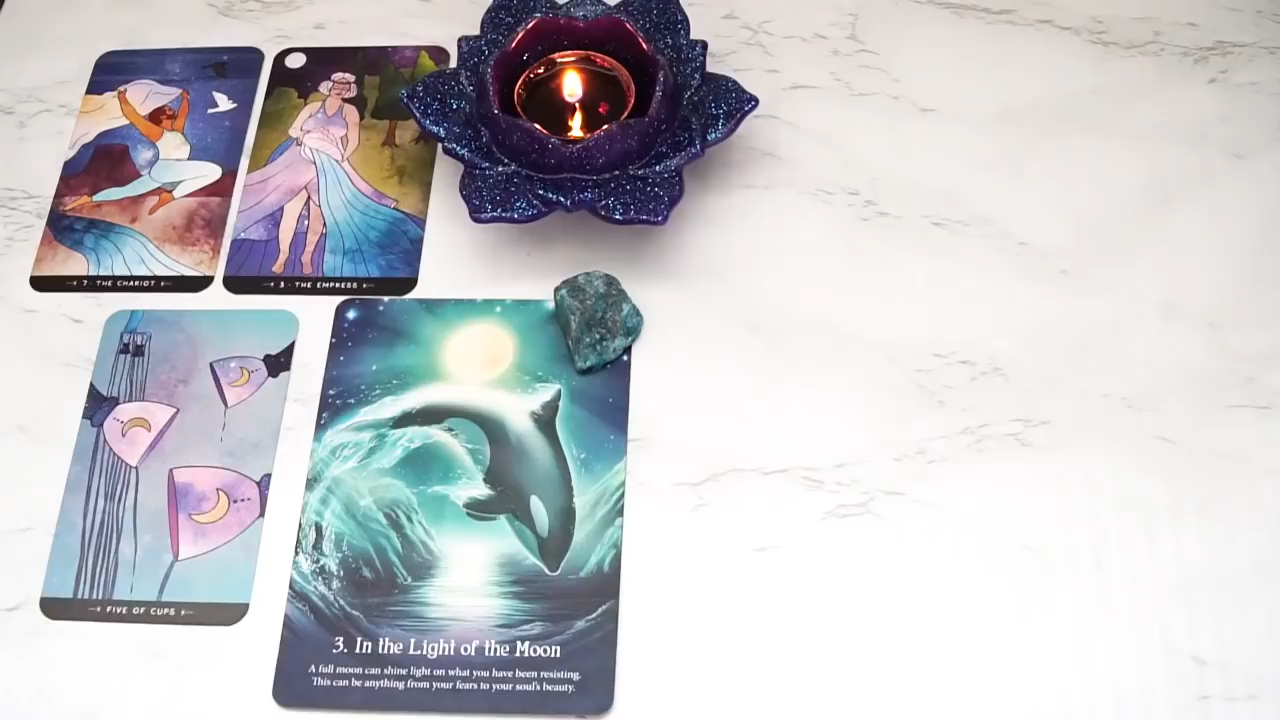 7 · THE CHARIOT
3 · THE EMPRESS
FIVE OF CUPS
3. In the Light of the Moon
A full moon can shine light on what you have been resisting.
This can be anything from your fears to your soul's beauty.